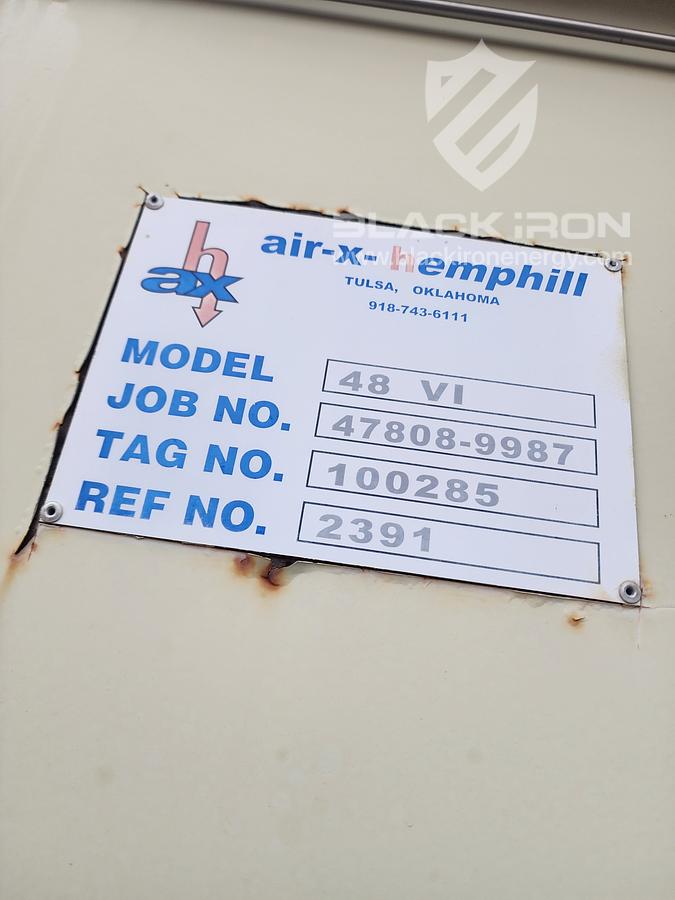 BLACK IRON
www.blackironenergy.com
h
ax
air-x-hemphill
TULSA, OKLAHOMA
918-743-6111
MODEL 48 VI
JOB NO. 47808-9987
TAG NO. 100285
REF NO. 2391